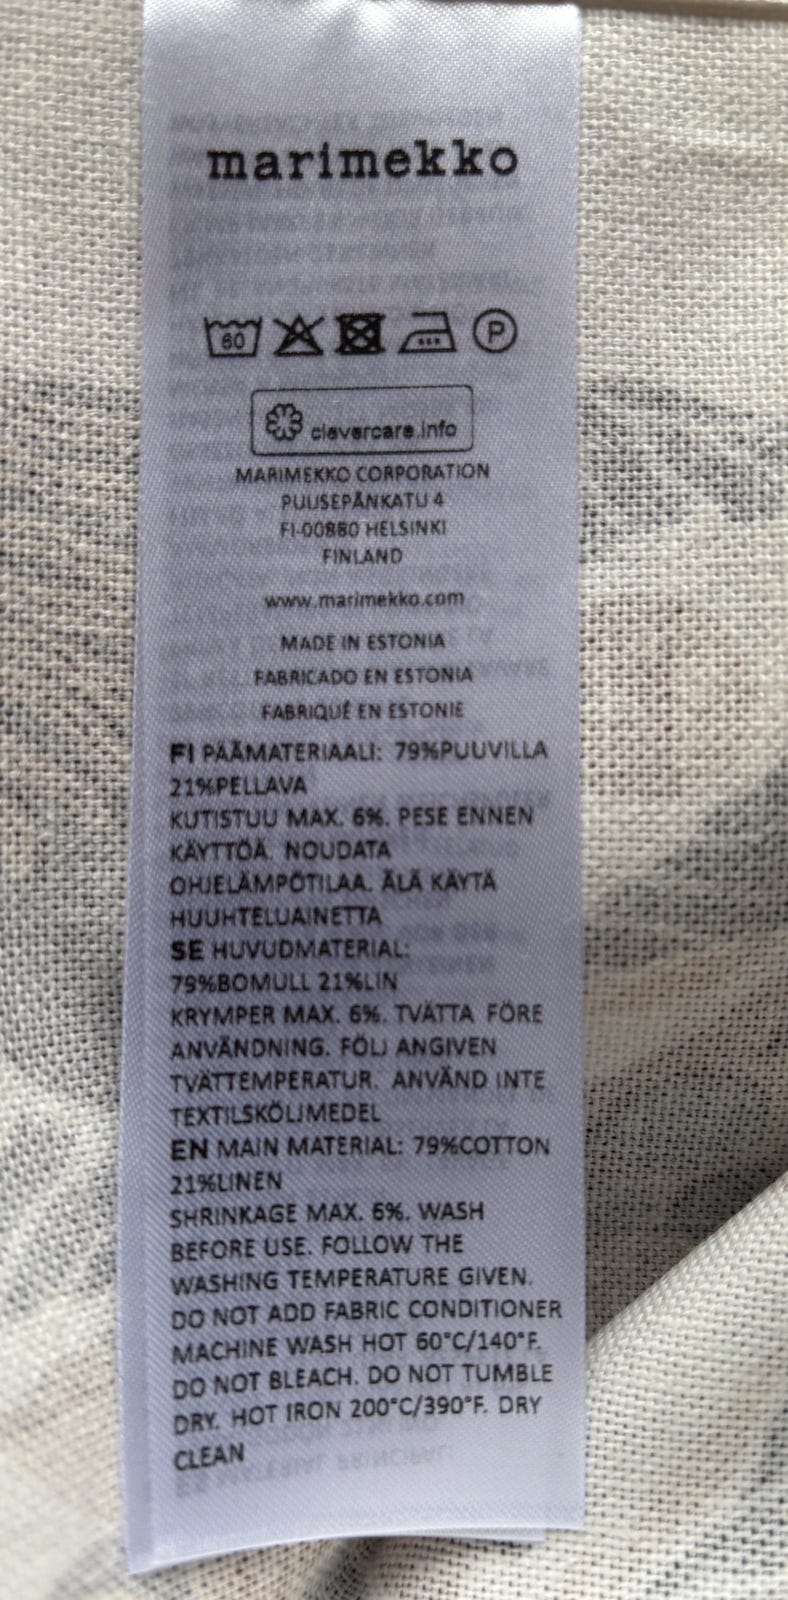 marimekko
60 P
clevercare.info
MARIMEKKO CORPORATION
PUUSEPÄNKATU 4
FI-00880 HELSINKI
FINLAND
www.marimekko.com
MADE IN ESTONIA
FABRICADO EN ESTONIA
FABRIQUÉ EN ESTONIE
FI PÄÄMATERIAALI: 79%PUUVILLA
21%PELLAVA
KUTISTUU MAX. 6%. PESE ENNEN
KÄYTTÖÄ. NOUDATA
OHJELÄMPÖTILAA. ÄLÄ KÄYTÄ
HUUHTELUAINETTA
SE HUVUDMATERIAL:
79%BOMULL 21%LIN
KRYMPER MAX. 6%. TVÄTTA FÖRE
ANVÄNDNING. FÖLJ ANGIVEN
TVÄTTEMPERATUR. ANVÄND INTE
TEXTILSKÖLJMEDEL
EN MAIN MATERIAL: 79%COTTON
21%LINEN
SHRINKAGE MAX. 6%. WASH
BEFORE USE. FOLLOW THE
WASHING TEMPERATURE GIVEN.
DO NOT ADD FABRIC CONDITIONER
MACHINE WASH HOT 60°C/140°F.
DO NOT BLEACH. DO NOT TUMBLE
DRY. HOT IRON 200°C/390°F. DRY
CLEAN